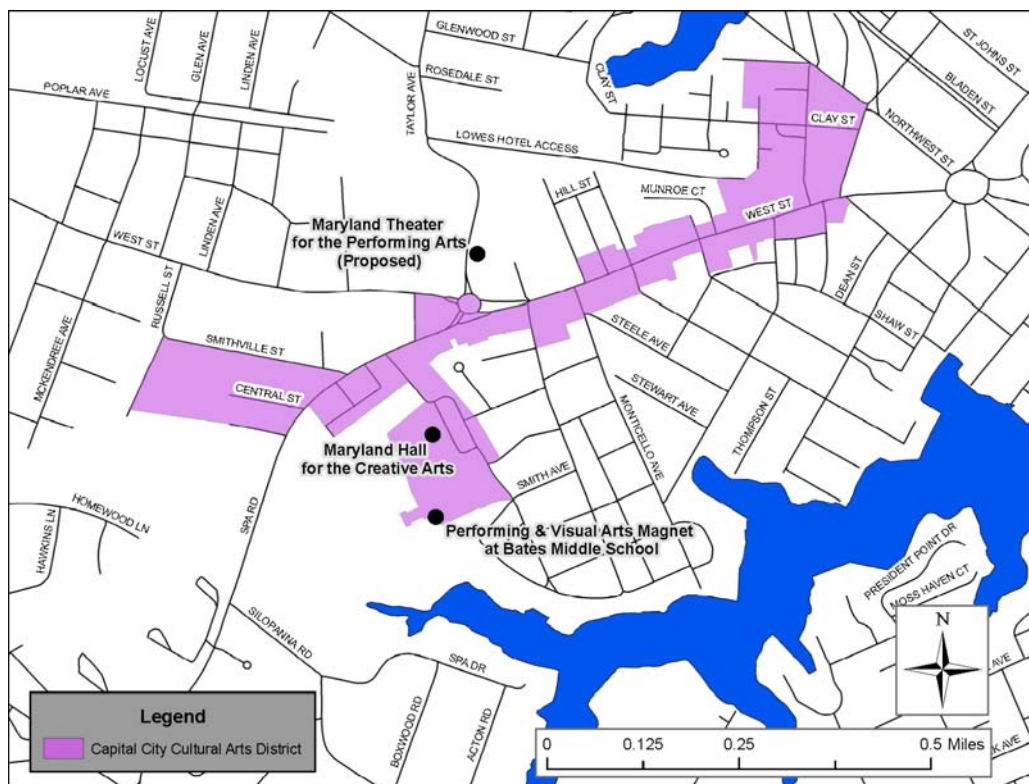 GLENWOOD ST
ST JOHNS ST
LOCUST AVE
GLEN AVE
LINDEN AVE
TAYLOR AVE
ROSEDALE ST
CLAY ST
BLADEN ST
POPLAR AVE
CLAY ST
NORTHWEST ST
LOWES HOTEL ACCESS
HILL ST
MUNROE CT
WEST ST
LINDEN AVE
Maryland Theater
for the Performing Arts
(Proposed)
WEST ST
DEAN ST
RUSSELL ST
SHAW ST
STEELE AVE
MCKENDREE AVE
SMITHVILLE ST
STEWART AVE
CENTRAL ST
THOMPSON ST
MONTICELLO AVE
Maryland Hall
for the Creative Arts
SMITH AVE
HOMEWOOD LN
SPA RD
HAWKINS LN
Performing & Visual Arts Magnet
at Bates Middle School
PRESIDENT POINT DR
MOSS HAVEN CT
SILOPANNA RD
SPA DR
N
AVE
BOXWOOD RD
ACTON RD
AVE
Legend
Capital City Cultural Arts District
0 0.125 0.25 0.5 Miles